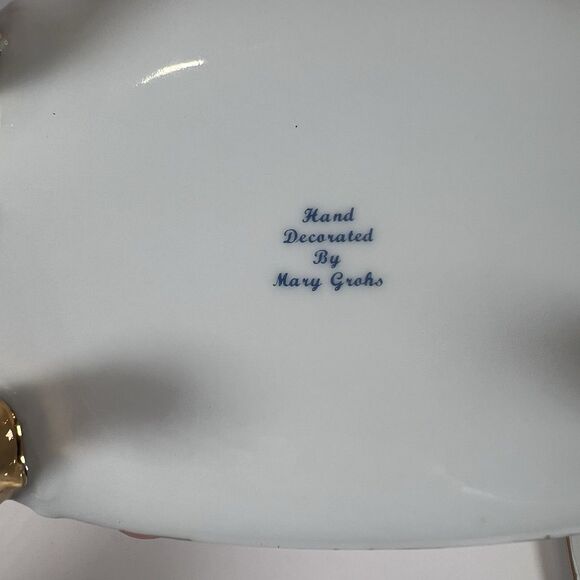 Hand
Decorated
By
Mary Grohs